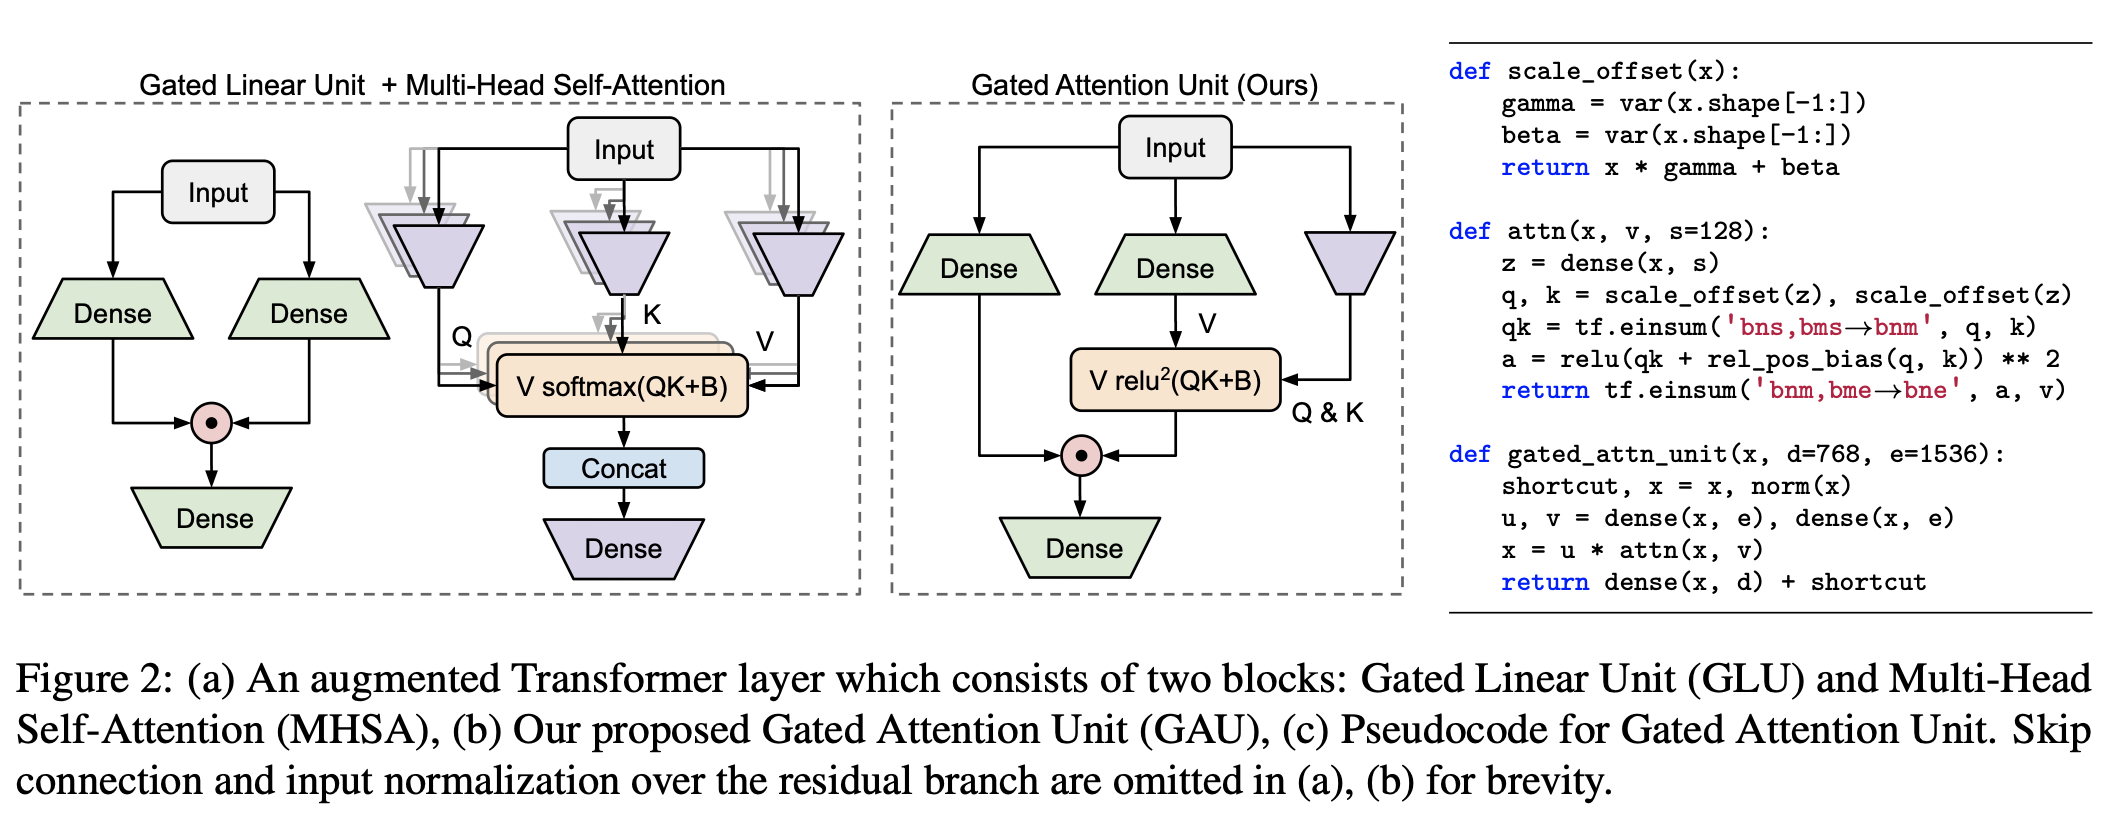 Gated Linear Unit + Multi-Head Self-Attention
Input
Dense
Dense
Dense
Input
Q
K
V
V softmax(QK+B)
Concat
Dense
Gated Attention Unit (Ours)
Input
Dense
Dense
V
V relu²(QK+B)
Q & K
Dense
def scale_offset(x):
    gamma = var(x.shape[-1:])
    beta = var(x.shape[-1:])
    return x * gamma + beta
def attn(x, v, s=128):
    z = dense(x, s)
    q, k = scale_offset(z), scale_offset(z)
    qk = tf.einsum('bns,bms→bnm', q, k)
    a = relu(qk + rel_pos_bias(q, k)) ** 2
    return tf.einsum('bnm,bme→bne', a, v)
def gated_attn_unit(x, d=768, e=1536):
    shortcut, x = x, norm(x)
    u, v = dense(x, e), dense(x, e)
    x = u * attn(x, v)
    return dense(x, d) + shortcut
Figure 2: (a) An augmented Transformer layer which consists of two blocks: Gated Linear Unit (GLU) and Multi-Head
Self-Attention (MHSA), (b) Our proposed Gated Attention Unit (GAU), (c) Pseudocode for Gated Attention Unit. Skip
connection and input normalization over the residual branch are omitted in (a), (b) for brevity.